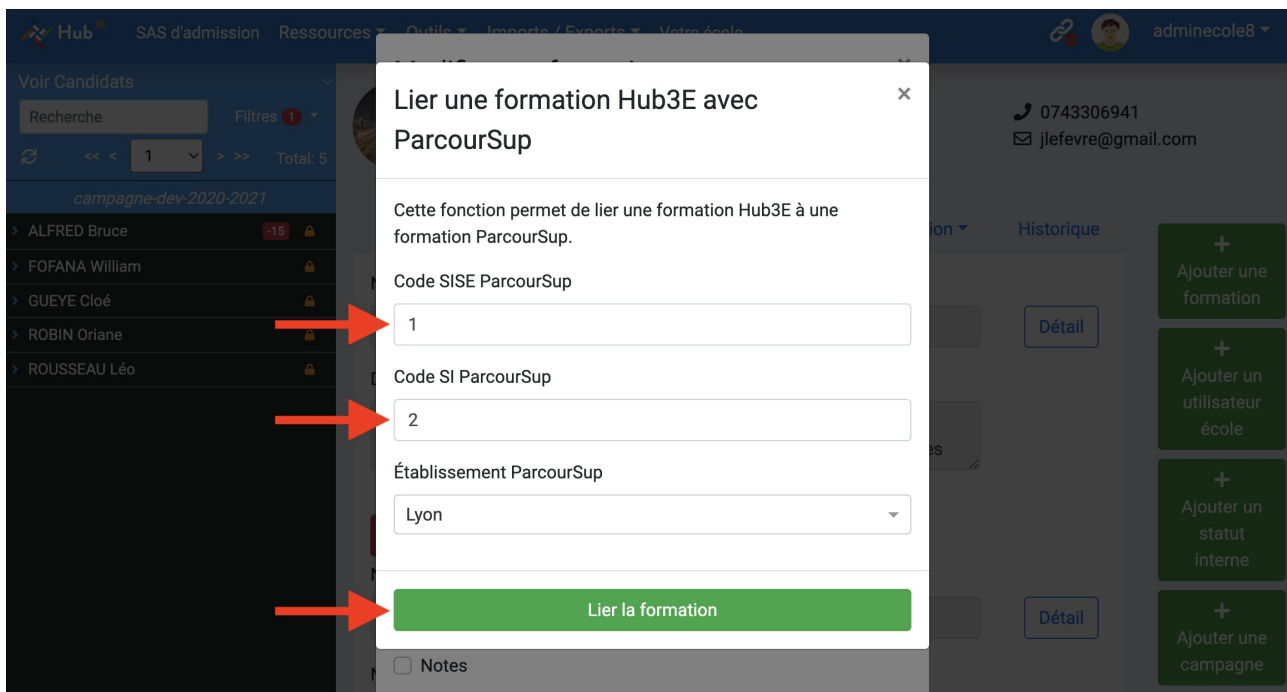 Hub3E SAS d'admission Ressources Outils Imports / Exports Votre école adminecole8
Voir Candidats
Recherche Filtres 1
<< < 1 > >> Total: 5
campagne-dev-2020-2021
ALFRED Bruce -15
FOFANA William
GUEYE Cloé
ROBIN Oriane
ROUSSEAU Léo
0743306941
jlefevre@gmail.com
Lier une formation Hub3E avec
ParcourSup
×
Cette fonction permet de lier une formation Hub3E à une
formation ParcourSup.
Code SISE ParcourSup
1
Code SI ParcourSup
2
Établissement ParcourSup
Lyon
Lier la formation
Notes
Historique
Détail
Détail
+
Ajouter une
formation
+
Ajouter un
utilisateur
école
+
Ajouter un
statut
interne
+
Ajouter une
campagne